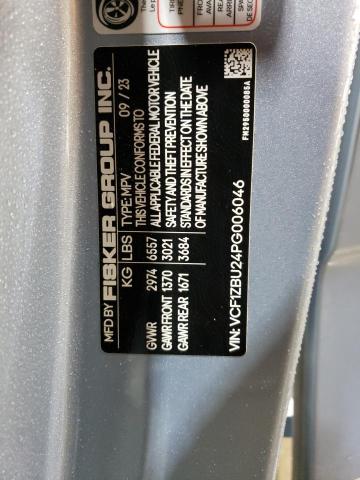 MFD BY FISKER GROUP INC.
KG LBS TYPE: MPV 09 / 23
GVWR 2974 6557
GAWR FRONT 1370 3021
GAWR REAR 1671 3684
THIS VEHICLE CONFORMS TO
ALL APPLICABLE FEDERAL MOTOR VEHICLE
SAFETY AND THEFT PREVENTION
STANDARDS IN EFFECT ON THE DATE
OF MANUFACTURE SHOWN ABOVE
VIN: VCF1ZBU24PG006046
FM29S0000085A